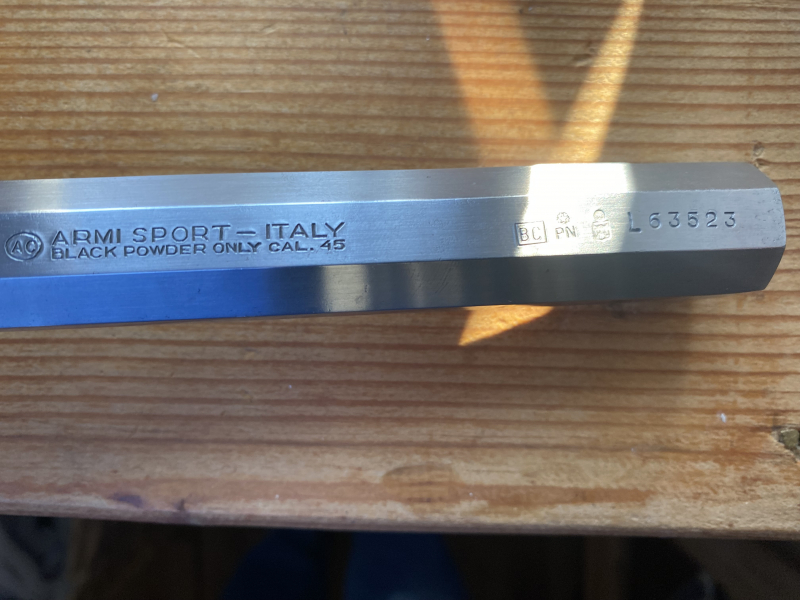 AC ARMI SPORT – ITALY
BLACK POWDER ONLY CAL. 45
BC PN L63523